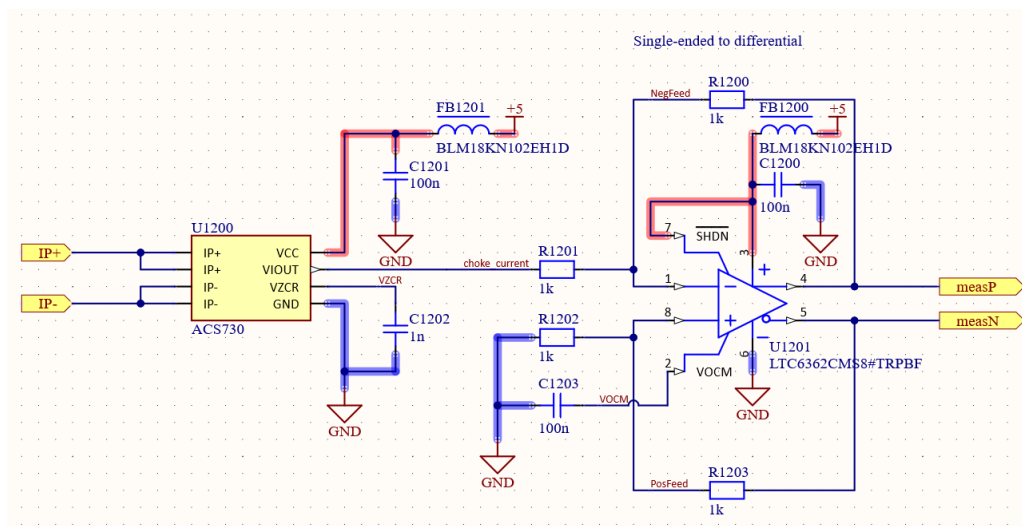 Single-ended to differential
R1200
NegFeed
1k
FB1201
+5
BLM18KN102EH1D
FB1200
+5
BLM18KN102EH1D
C1201
100n
GND
C1200
100n
GND
U1200
IP+
IP+
IP-
IP-
IP+
IP-
VCC
VIOUT
VZCR
GND
ACS730
VZCR
C1202
1n
GND
choke_current
R1201
1k
R1202
1k
C1203
100n
VOCM
GND
7
SHDN
3
1
8
2
VOCM
4
5
6
+
−
+
−
U1201
LTC6362CMS8#TRPBF
GND
measP
measN
R1203
PosFeed
1k